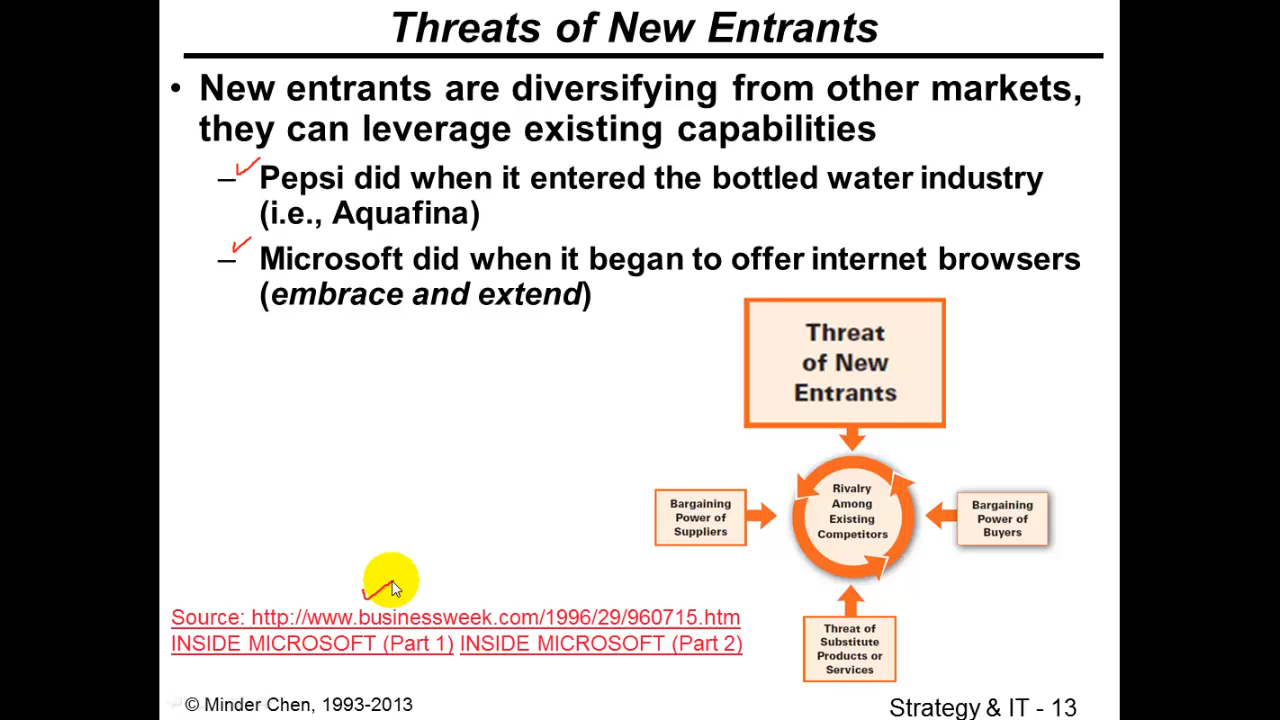 Threats of New Entrants
• New entrants are diversifying from other markets,
they can leverage existing capabilities
– Pepsi did when it entered the bottled water industry
(i.e., Aquafina)
– Microsoft did when it began to offer internet browsers
(embrace and extend)
Threat
of New
Entrants
Rivalry
Among
Existing
Competitors
Bargaining
Power of
Suppliers
Bargaining
Power of
Buyers
Threat of
Substitute
Products or
Services
Source: http://www.businessweek.com/1996/29/960715.htm
INSIDE MICROSOFT (Part 1) INSIDE MICROSOFT (Part 2)
© Minder Chen, 1993-2013
Strategy & IT - 13